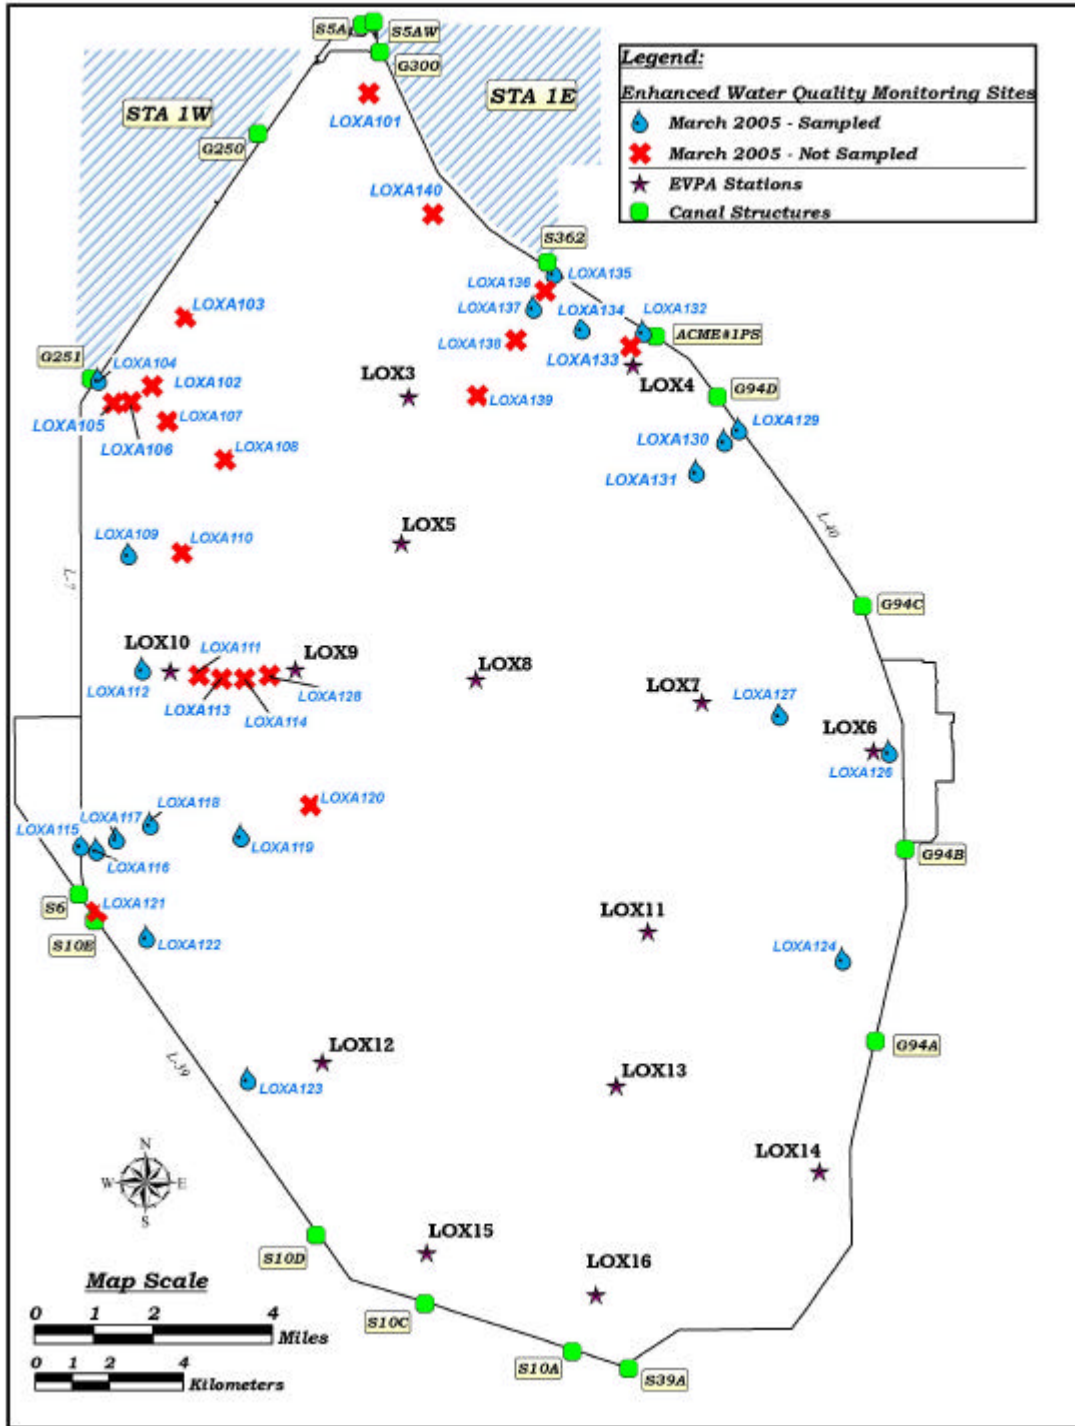 S5A
S5AW
G300
Legend:
Enhanced Water Quality Monitoring Sites
March 2005 - Sampled
March 2005 - Not Sampled
EVPA Stations
Canal Structures
STA 1W
STA 1E
LOXA101
G250
LOXA140
S362
LOXA136
LOXA135
LOXA137
LOXA134
LOXA132
LOXA103
ACME#1PS
LOXA138
LOXA133
G251
LOXA104
LOX3
LOX4
LOXA102
G94D
LOXA139
LOXA105
LOXA107
LOXA129
LOXA106
LOXA108
LOXA130
LOXA131
LOX5
L-40
LOXA109
LOXA110
L-7
G94C
LOX10
LOXA111
LOX9
LOX8
LOX7
LOXA112
LOXA128
LOXA113
LOXA114
LOXA127
LOX6
LOXA126
LOXA120
LOXA117
LOXA118
LOXA115
LOXA119
LOXA116
G94B
S6
LOXA121
LOX11
S10E
LOXA122
LOXA124
LOX12
G94A
L-39
LOX13
LOXA123
N
W E
S
LOX14
LOX15
S10D
LOX16
Map Scale
0 1 2 4
Miles
S10C
0 1 2 4
Kilometers
S10A
S39A